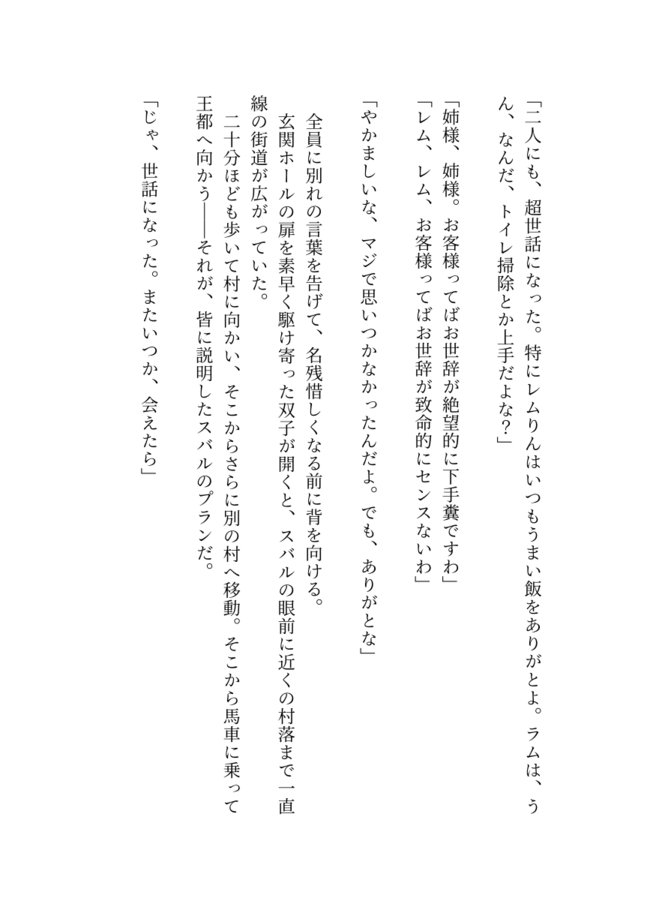 「二人にも、超世話になった。特にレムりんはいつもうまい飯をありがとよ。ラムは、う
ん、なんだ、トイレ掃除とか上手だよな？」
「姉様、姉様。お客様ってばお世辞が絶望的に下手糞ですわ」
「レム、レム、お客様ってばお世辞が致命的にセンスないわ」
「やかましいな、マジで思いつかなかったんだよ。でも、ありがとな」
全員に別れの言葉を告げて、名残惜しくなる前に背を向ける。
玄関ホールの扉を素早く駆け寄った双子が開くと、スバルの眼前に近くの村落まで一直
線の街道が広がっていた。
二十分ほども歩いて村に向かい、そこからさらに別の村へ移動。そこから馬車に乗って
王都へ向かう――それが、皆に説明したスバルのプランだ。
「じゃ、世話になった。またいつか、会えたら」